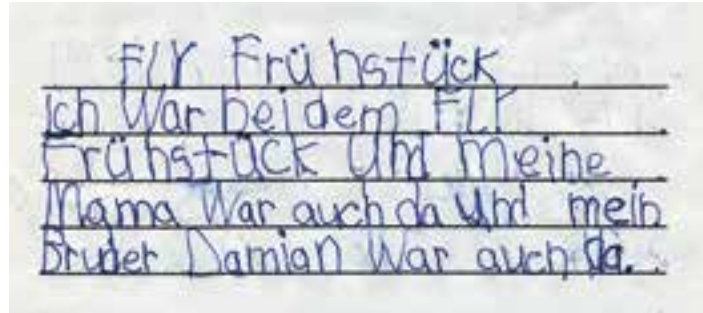 FLY Frühstück
Ich War bei dem FLY
Frühstück Und Meine
Mama War auch da Und mein
Bruder Damian War auch da.